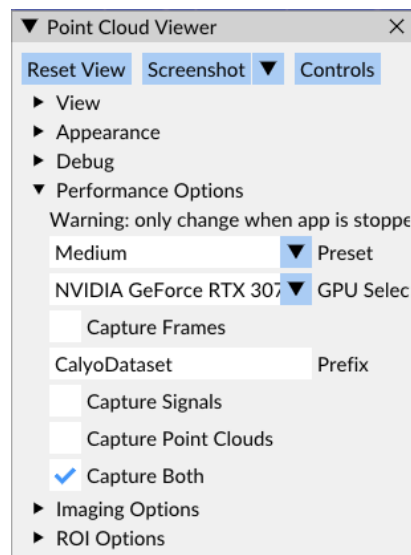 Point Cloud Viewer
Reset View Screenshot Controls
View
Appearance
Debug
Performance Options
Warning: only change when app is stoppe
Medium Preset
NVIDIA GeForce RTX 307 GPU Selec
Capture Frames
CalyoDataset Prefix
Capture Signals
Capture Point Clouds
Capture Both
Imaging Options
ROI Options